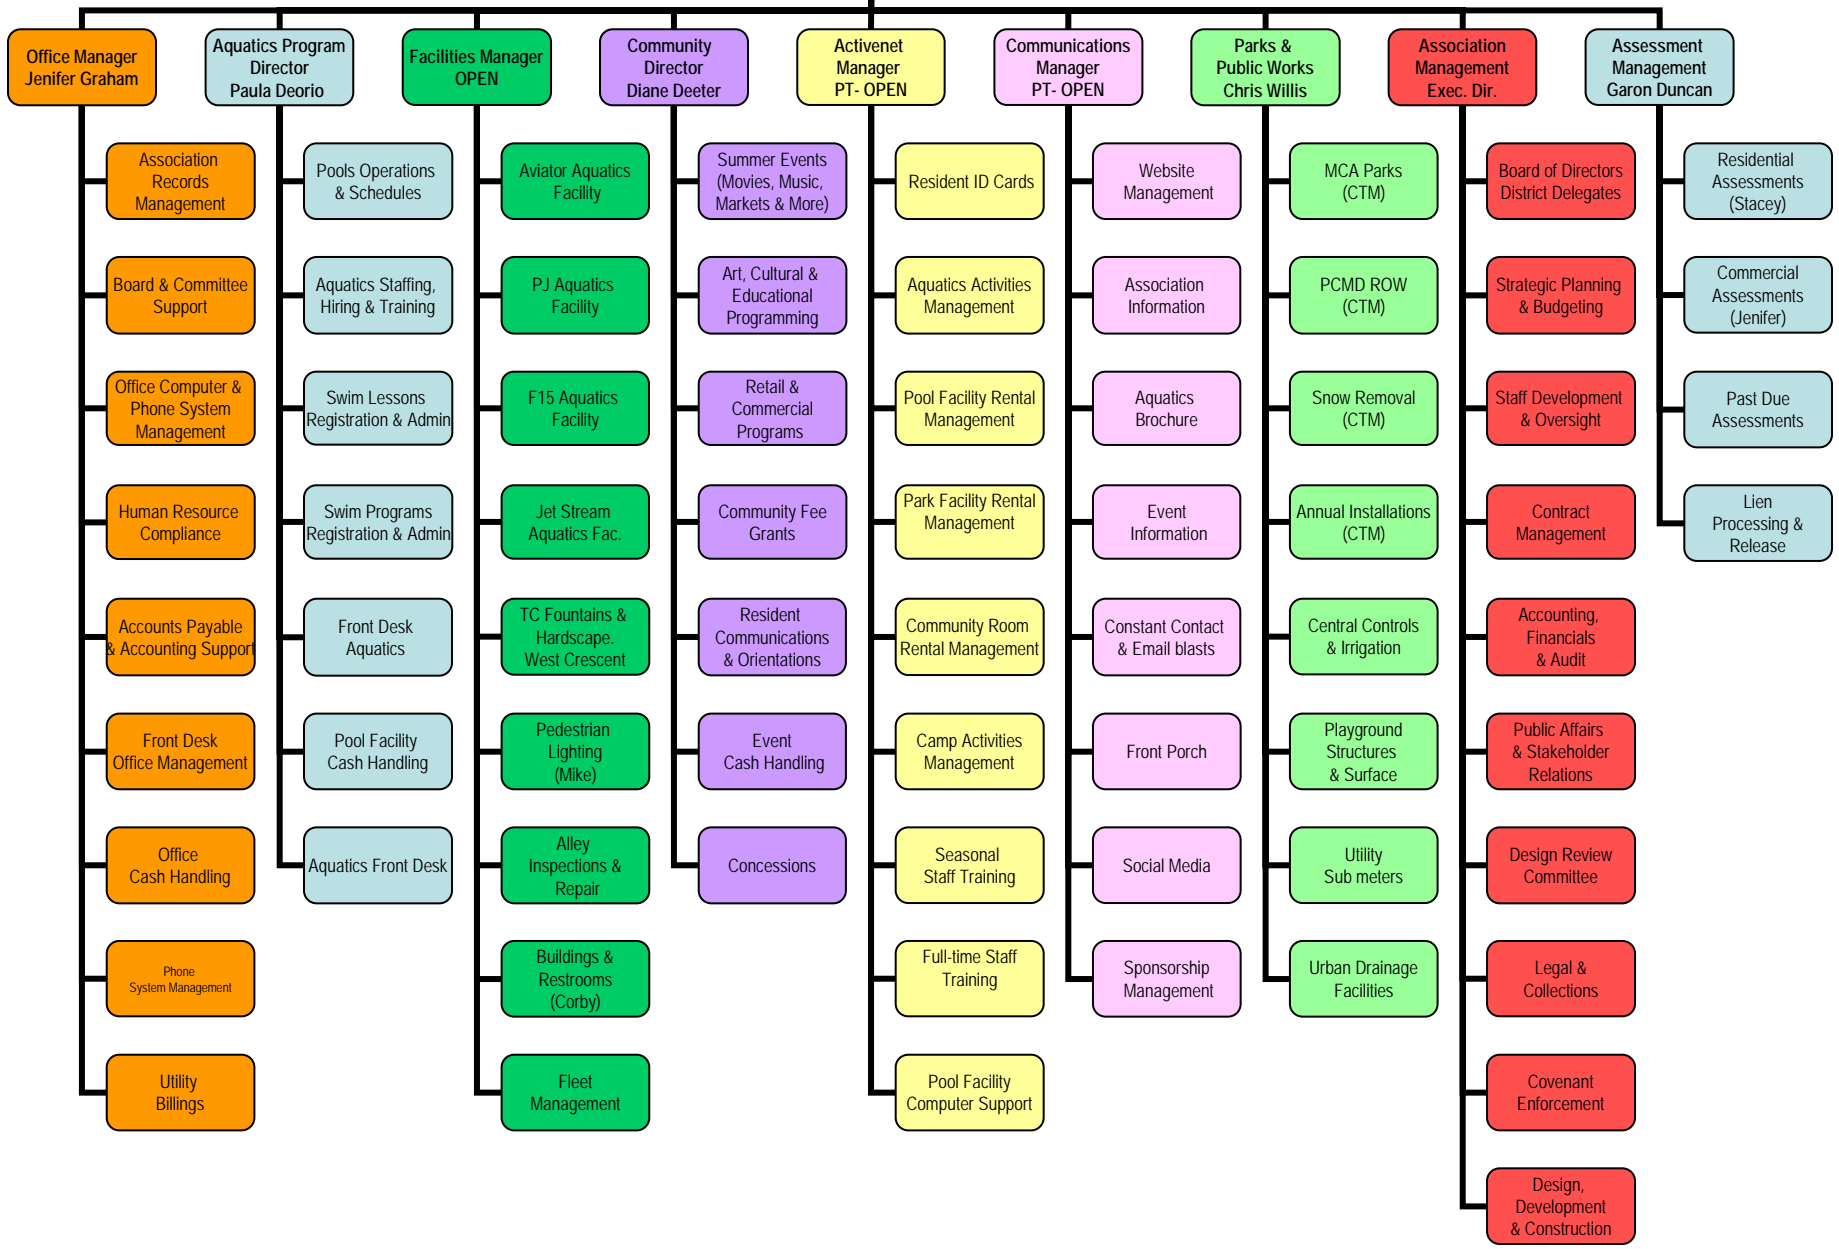 Office Manager
Jenifer Graham
Aquatics Program
Director
Paula Deorio
Facilities Manager
OPEN
Community
Director
Diane Deeter
Activenet
Manager
PT- OPEN
Communications
Manager
PT- OPEN
Parks &
Public Works
Chris Willis
Association
Management
Exec. Dir.
Assessment
Management
Garon Duncan
Association
Records
Management
Board & Committee
Support
Office Computer &
Phone System
Management
Human Resource
Compliance
Accounts Payable
& Accounting Support
Front Desk
Office Management
Office
Cash Handling
Phone
System Management
Utility
Billings
Pools Operations
& Schedules
Aquatics Staffing,
Hiring & Training
Swim Lessons
Registration & Admin
Swim Programs
Registration & Admin
Front Desk
Aquatics
Pool Facility
Cash Handling
Aquatics Front Desk
Aviator Aquatics
Facility
PJ Aquatics
Facility
F15 Aquatics
Facility
Jet Stream
Aquatics Fac.
TC Fountains &
Hardscape.
West Crescent
Pedestrian
Lighting
(Mike)
Alley
Inspections &
Repair
Buildings &
Restrooms
(Corby)
Fleet
Management
Summer Events
(Movies, Music,
Markets & More)
Art, Cultural &
Educational
Programming
Retail &
Commercial
Programs
Community Fee
Grants
Resident
Communications
& Orientations
Event
Cash Handling
Concessions
Resident ID Cards
Aquatics Activities
Management
Pool Facility Rental
Management
Park Facility Rental
Management
Community Room
Rental Management
Camp Activities
Management
Seasonal
Staff Training
Full-time Staff
Training
Pool Facility
Computer Support
Website
Management
Association
Information
Aquatics
Brochure
Event
Information
Constant Contact
& Email blasts
Front Porch
Social Media
Sponsorship
Management
MCA Parks
(CTM)
PCMD ROW
(CTM)
Snow Removal
(CTM)
Annual Installations
(CTM)
Central Controls
& Irrigation
Playground
Structures
& Surface
Utility
Sub meters
Urban Drainage
Facilities
Board of Directors
District Delegates
Strategic Planning
& Budgeting
Staff Development
& Oversight
Contract
Management
Accounting,
Financials
& Audit
Public Affairs
& Stakeholder
Relations
Design Review
Committee
Legal &
Collections
Covenant
Enforcement
Design,
Development
& Construction
Residential
Assessments
(Stacey)
Commercial
Assessments
(Jenifer)
Past Due
Assessments
Lien
Processing &
Release